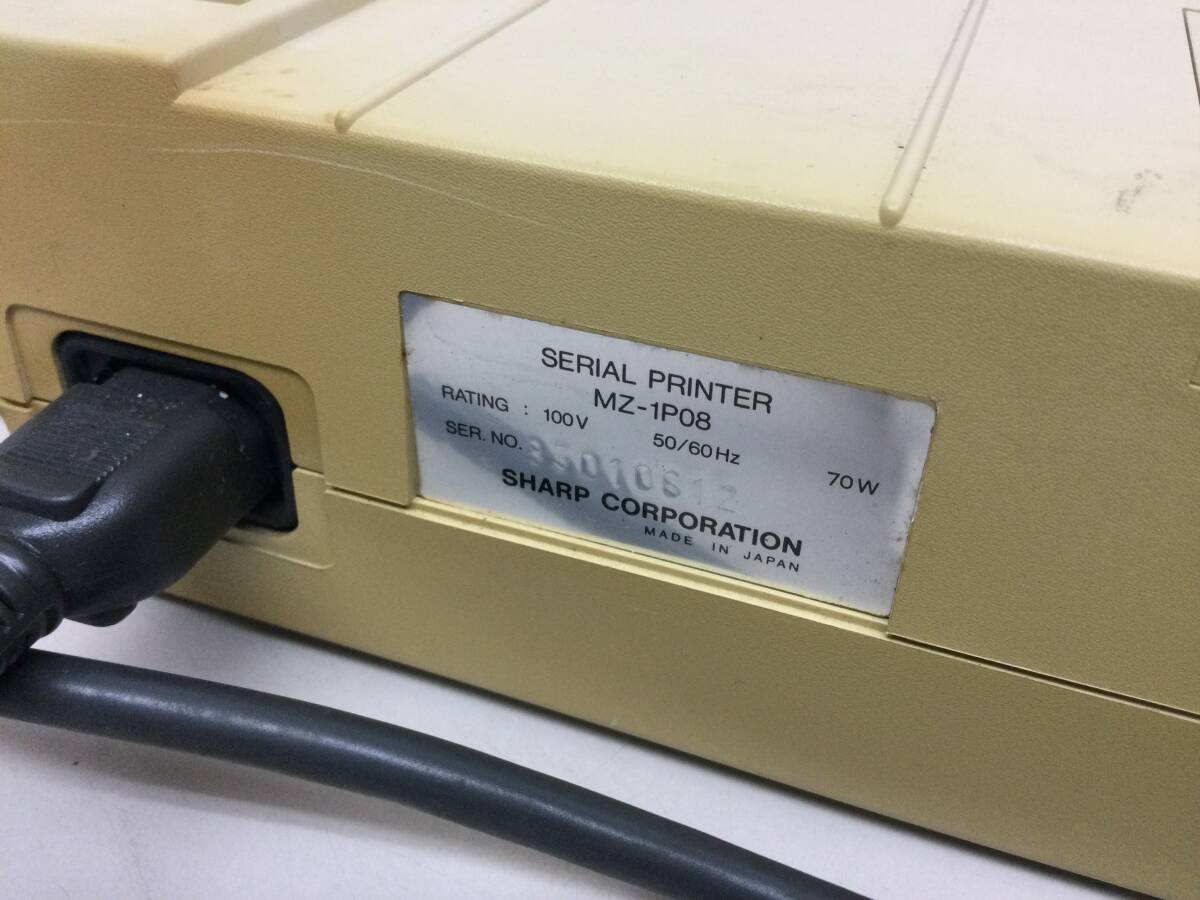 SERIAL PRINTER
MZ-1P08
RATING : 100V 50/60Hz 70W
SER. NO.
SHARP CORPORATION
MADE IN JAPAN